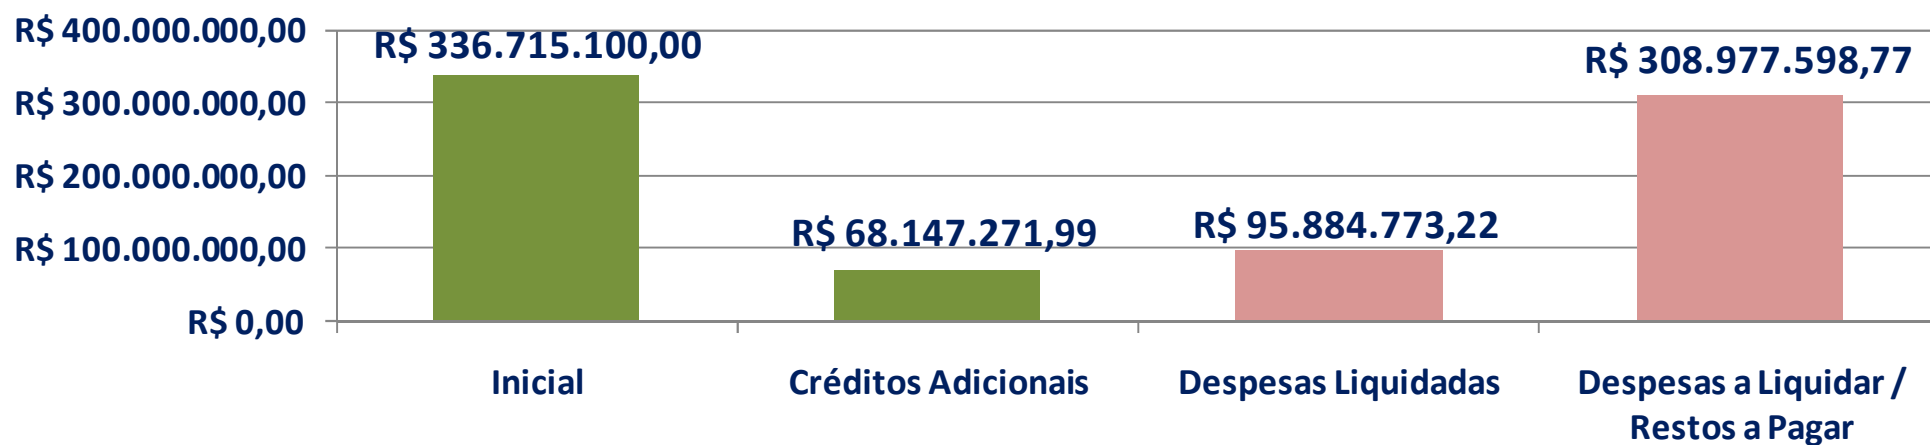 R$ 400.000.000,00
R$ 300.000.000,00
R$ 200.000.000,00
R$ 100.000.000,00
R$ 0,00
R$ 336.715.100,00
R$ 68.147.271,99
R$ 95.884.773,22
R$ 308.977.598,77
Inicial
Créditos Adicionais
Despesas Liquidadas
Despesas a Liquidar /
Restos a Pagar